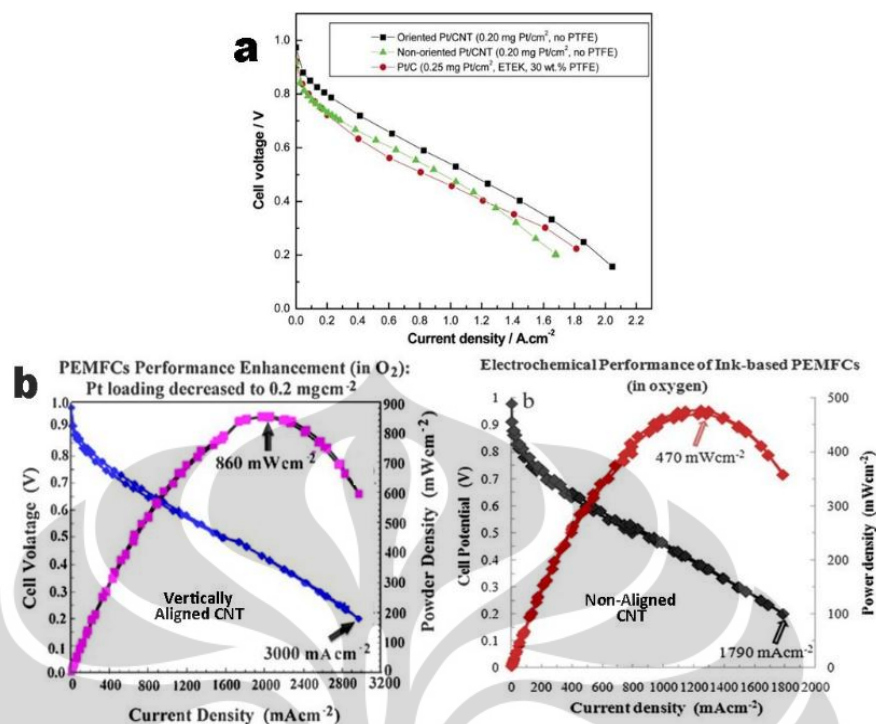 a
Oriented Pt/CNT (0.20 mg Pt/cm², no PTFE)
Non-oriented Pt/CNT (0.20 mg Pt/cm², no PTFE)
Pt/C (0.25 mg Pt/cm², ETEK, 30 wt.% PTFE)
Cell voltage / V
1.0
0.8
0.6
0.4
0.2
0.0
0.0 0.2 0.4 0.6 0.8 1.0 1.2 1.4 1.6 1.8 2.0 2.2
Current density / A.cm⁻²
b
PEMFCs Performance Enhancement (in O₂):
Pt loading decreased to 0.2 mgcm⁻²
Cell Volatage (V)
1.0
0.9
0.8
0.7
0.6
0.5
0.4
0.3
0.2
0.1
0.0
860 mWcm⁻²
Vertically
Aligned CNT
3000 mAcm⁻²
900
800
700
600
500
400
300
200
100
0
Powder Density (mWcm⁻²)
0 400 800 1200 1600 2000 2400 2800 3200
Current Density (mAcm⁻²)
Electrochemical Performance of Ink-based PEMFCs
(in oxygen)
b
Cell Potential (V)
1
0.9
0.8
0.7
0.6
0.5
0.4
0.3
0.2
0.1
0
470 mWcm⁻²
Non-Aligned
CNT
1790 mAcm⁻²
500
400
300
200
100
0
Power density (mWcm⁻²)
0 200 400 600 800 1000 1200 1400 1600 1800 2000
Current density (mAcm⁻²)